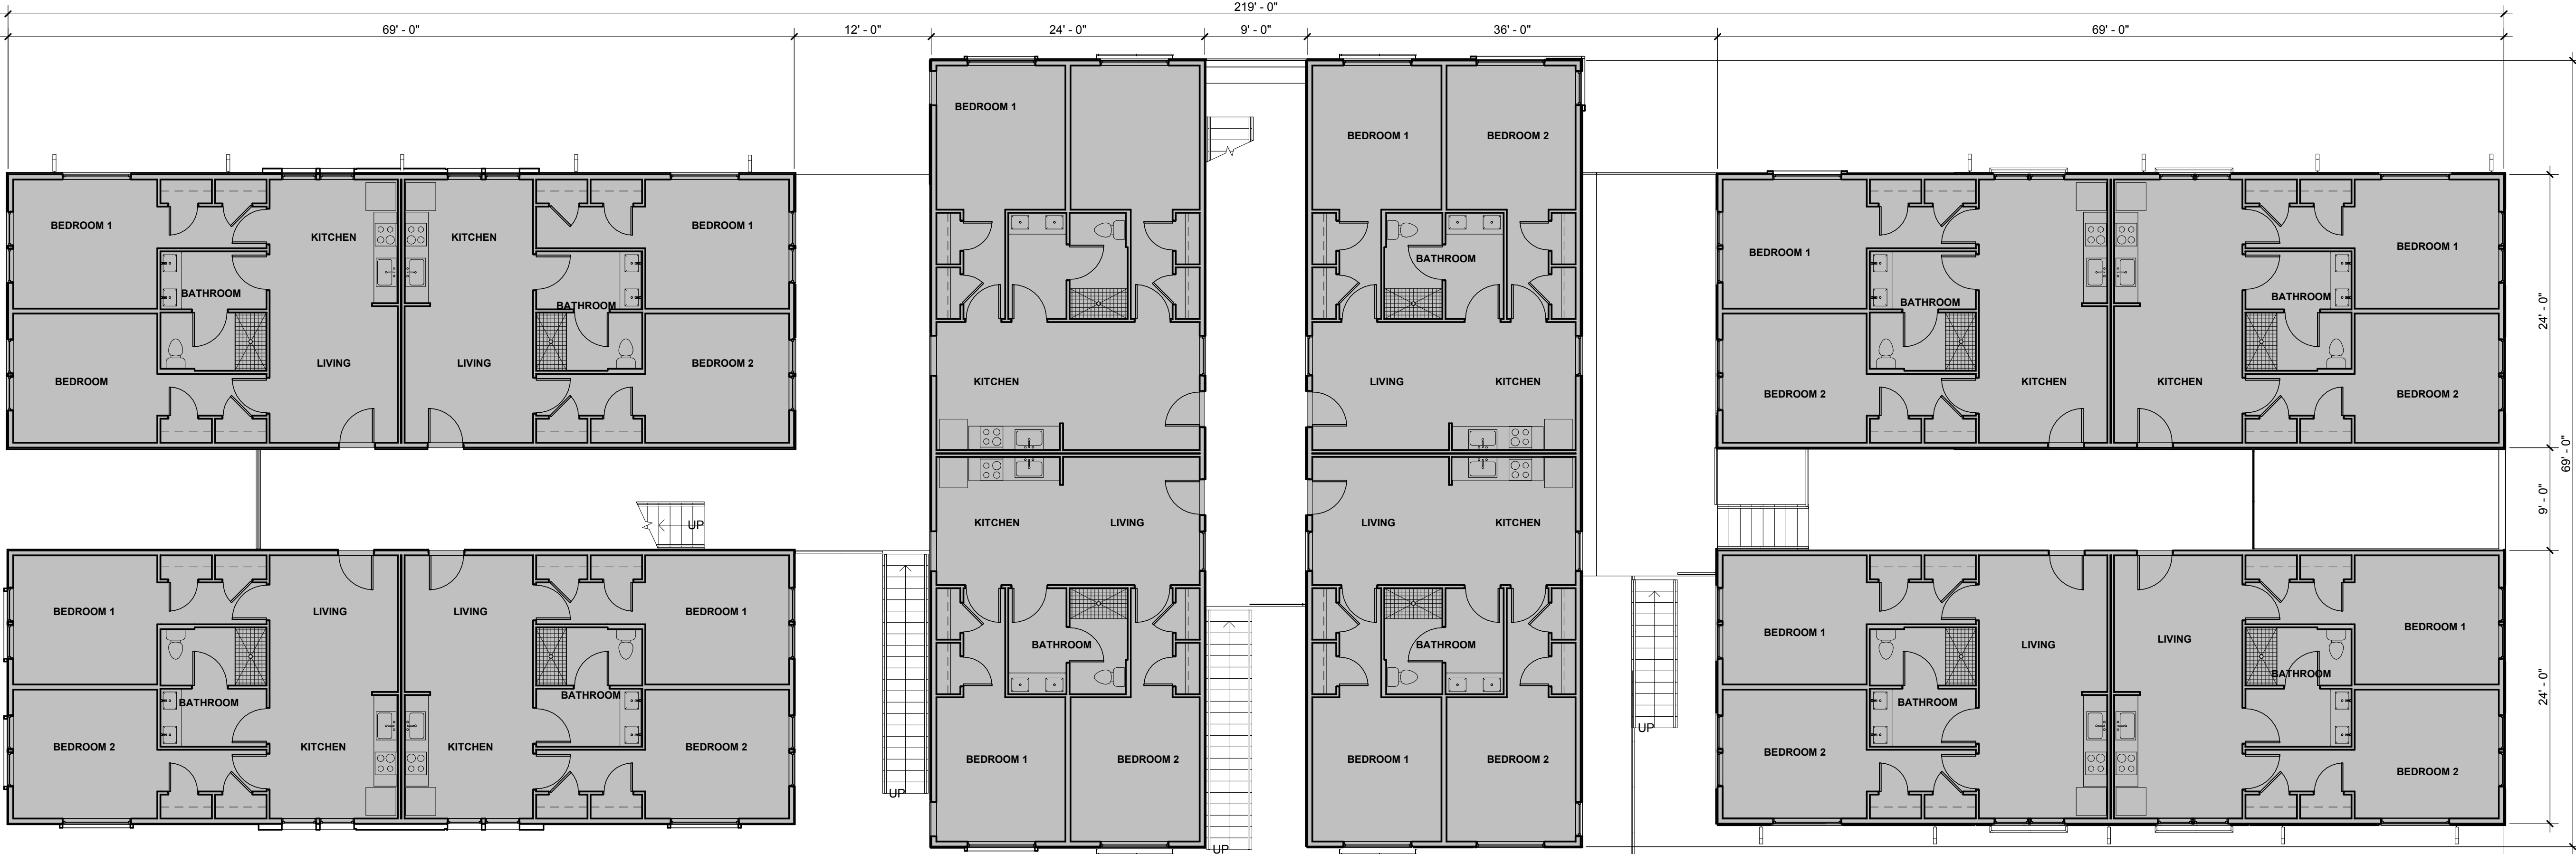 219' - 0"
69' - 0"
12' - 0"
24' - 0"
9' - 0"
36' - 0"
69' - 0"
BEDROOM 1
KITCHEN
KITCHEN
BEDROOM 1
BATHROOM
BATHROOM
BEDROOM
LIVING
LIVING
BEDROOM 2
UP
BEDROOM 1
LIVING
LIVING
BEDROOM 1
BATHROOM
BATHROOM
BEDROOM 2
KITCHEN
KITCHEN
BEDROOM 2
UP
BEDROOM 1
KITCHEN
KITCHEN
LIVING
BATHROOM
BEDROOM 1
BEDROOM 2
UP
BEDROOM 1
BEDROOM 2
BATHROOM
LIVING
KITCHEN
LIVING
KITCHEN
BATHROOM
BEDROOM 1
BEDROOM 2
UP
BEDROOM 1
BEDROOM 1
BATHROOM
BATHROOM
BEDROOM 2
KITCHEN
KITCHEN
BEDROOM 2
BEDROOM 1
LIVING
LIVING
BEDROOM 1
BATHROOM
BATHROOM
BEDROOM 2
BEDROOM 2
24' - 0"
9' - 0"
24' - 0"
69' - 0"